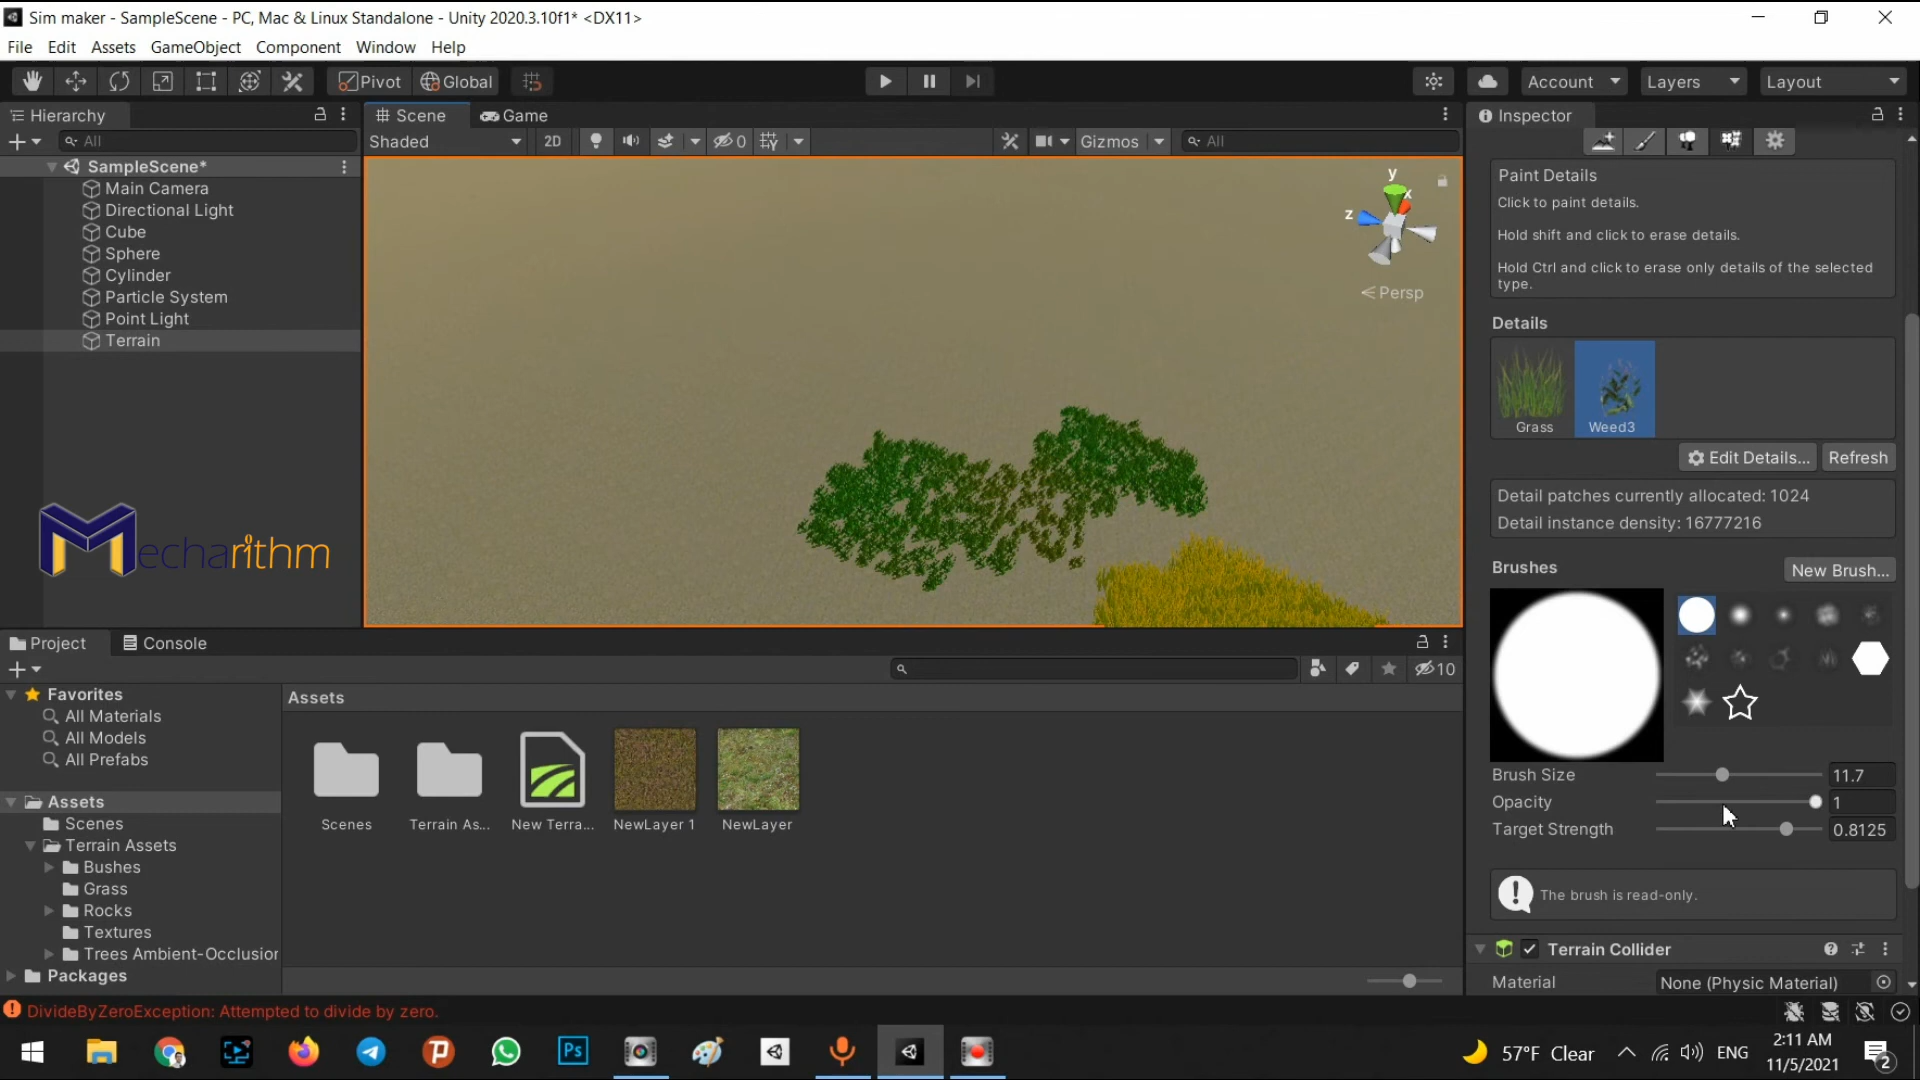 Sim maker - SampleScene - PC, Mac & Linux Standalone - Unity 2020.3.10f1* <DX11>
File Edit Assets GameObject Component Window Help
Pivot Global Account Layers Layout
Hierarchy Scene Game Inspector
All Shaded 2D 0 Gizmos All
SampleScene*
Main Camera
Directional Light
Cube
Sphere
Cylinder
Particle System
Point Light
Terrain
y
x
z
Persp
Mecharithm
Paint Details
Click to paint details.
Hold shift and click to erase details.
Hold Ctrl and click to erase only details of the selected
type.
Details
Grass Weed3
Edit Details... Refresh
Detail patches currently allocated: 1024
Detail instance density: 16777216
Brushes New Brush...
Brush Size 11.7
Opacity 1
Target Strength 0.8125
The brush is read-only.
Terrain Collider
Material None (Physic Material)
Project Console
10
Favorites
All Materials
All Models
All Prefabs
Assets
Scenes
Terrain Assets
Bushes
Grass
Rocks
Textures
Trees Ambient-Occlusion
Packages
Assets
Scenes Terrain As... New Terra... NewLayer 1 NewLayer
DivideByZeroException: Attempted to divide by zero.
Ps
57°F Clear ENG 2:11 AM
11/5/2021
2